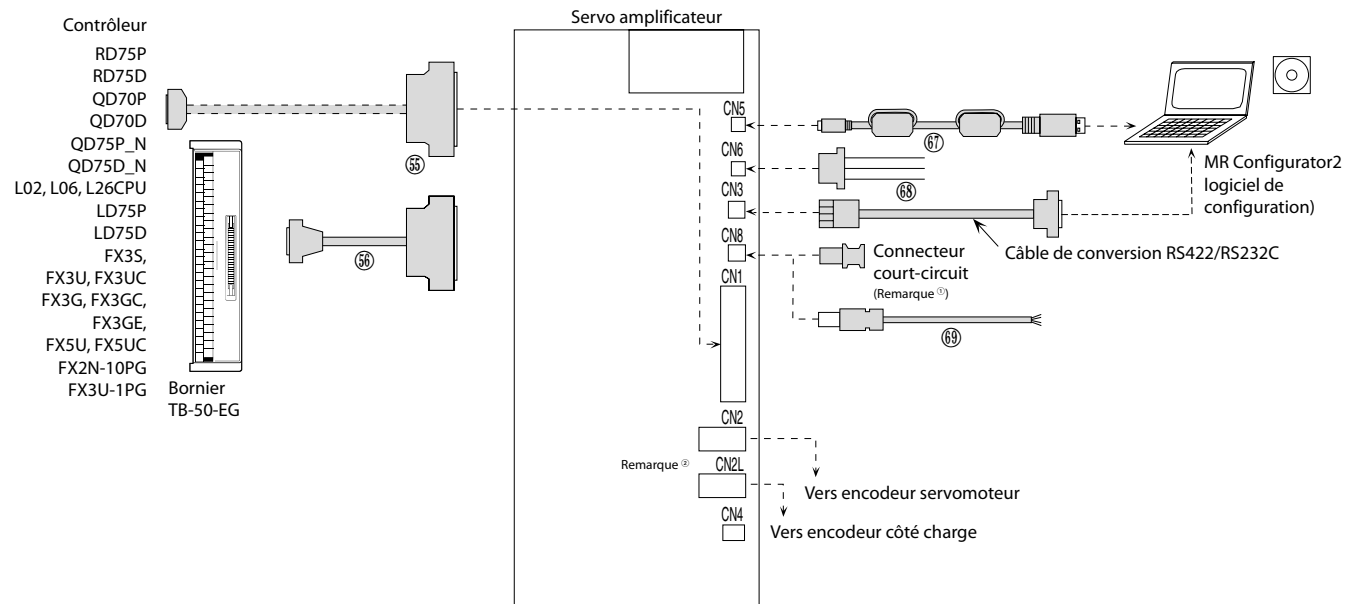 Servo amplificateur
Contrôleur
RD75P
RD75D
QD70P
QD70D
QD75P_N
QD75D_N
L02, L06, L26CPU
LD75P
LD75D
FX3S,
FX3U, FX3UC
FX3G, FX3GC,
FX3GE,
FX5U, FX5UC
FX2N-10PG
FX3U-1PG
Bornier
TB-50-EG
55
56
CN5
CN6
CN3
CN8
CN1
CN2
Remarque ②
CN2L
CN4
67
68
MR Configurator2
logiciel de
configuration)
Câble de conversion RS422/RS232C
Connecteur
court-circuit
(Remarque ①)
69
Vers encodeur servomoteur
Vers encodeur côté charge